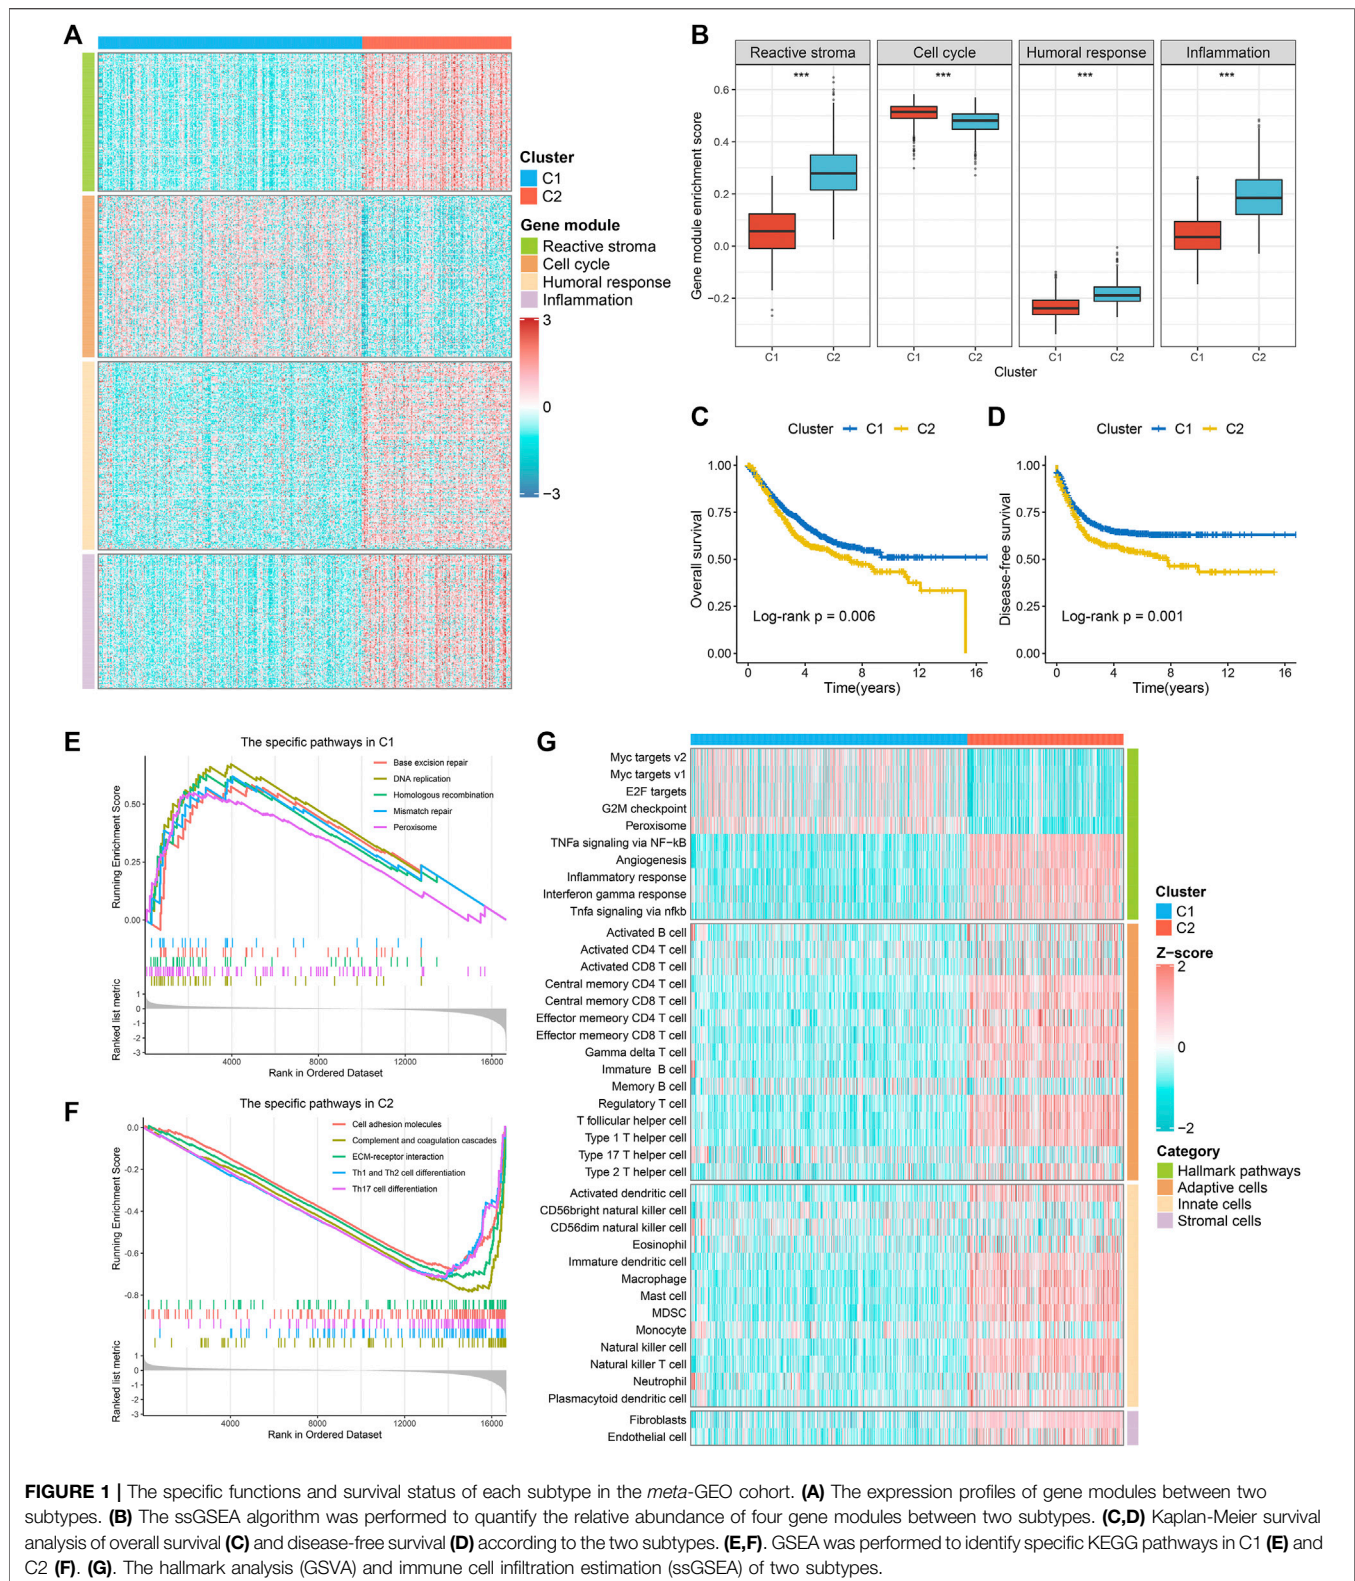 A
Cluster
C1
C2
Gene module
Reactive stroma
Cell cycle
Humoral response
Inflammation
3
0
−3
B
Reactive stroma
Cell cycle
Humoral response
Inflammation
***
***
***
***
Gene module enrichment score
0.6
0.4
0.2
0.0
−0.2
C1
C2
C1
C2
C1
C2
C1
C2
Cluster
C
Cluster C1 C2
Overall survival
1.00
0.75
0.50
0.25
0.00
Log-rank p = 0.006
0 4 8 12 16
Time(years)
D
Cluster C1 C2
Disease-free survival
1.00
0.75
0.50
0.25
0.00
Log-rank p = 0.001
0 4 8 12 16
Time(years)
E
The specific pathways in C1
Base excision repair
DNA replication
Homologous recombination
Mismatch repair
Peroxisome
Running Enrichment Score
0.50
0.25
0.00
Ranked list metric
1
0
-1
-2
-3
4000 8000 12000 16000
Rank in Ordered Dataset
F
The specific pathways in C2
Cell adhesion molecules
Complement and coagulation cascades
ECM-receptor interaction
Th1 and Th2 cell differentiation
Th17 cell differentiation
Running Enrichment Score
0.0
-0.2
-0.4
-0.6
-0.8
Ranked list metric
1
0
-1
-2
-3
4000 8000 12000 16000
Rank in Ordered Dataset
G
Myc targets v2
Myc targets v1
E2F targets
G2M checkpoint
Peroxisome
TNFa signaling via NF−kB
Angiogenesis
Inflammatory response
Interferon gamma response
Tnfa signaling via nfkb
Activated B cell
Activated CD4 T cell
Activated CD8 T cell
Central memory CD4 T cell
Central memory CD8 T cell
Effector memeory CD4 T cell
Effector memeory CD8 T cell
Gamma delta T cell
Immature B cell
Memory B cell
Regulatory T cell
T follicular helper cell
Type 1 T helper cell
Type 17 T helper cell
Type 2 T helper cell
Activated dendritic cell
CD56bright natural killer cell
CD56dim natural killer cell
Eosinophil
Immature dendritic cell
Macrophage
Mast cell
MDSC
Monocyte
Natural killer cell
Natural killer T cell
Neutrophil
Plasmacytoid dendritic cell
Fibroblasts
Endothelial cell
Cluster
C1
C2
Z−score
2
0
−2
Category
Hallmark pathways
Adaptive cells
Innate cells
Stromal cells
FIGURE 1 | The specific functions and survival status of each subtype in the meta-GEO cohort. (A) The expression profiles of gene modules between two
subtypes. (B) The ssGSEA algorithm was performed to quantify the relative abundance of four gene modules between two subtypes. (C,D) Kaplan-Meier survival
analysis of overall survival (C) and disease-free survival (D) according to the two subtypes. (E,F). GSEA was performed to identify specific KEGG pathways in C1 (E) and
C2 (F). (G). The hallmark analysis (GSVA) and immune cell infiltration estimation (ssGSEA) of two subtypes.